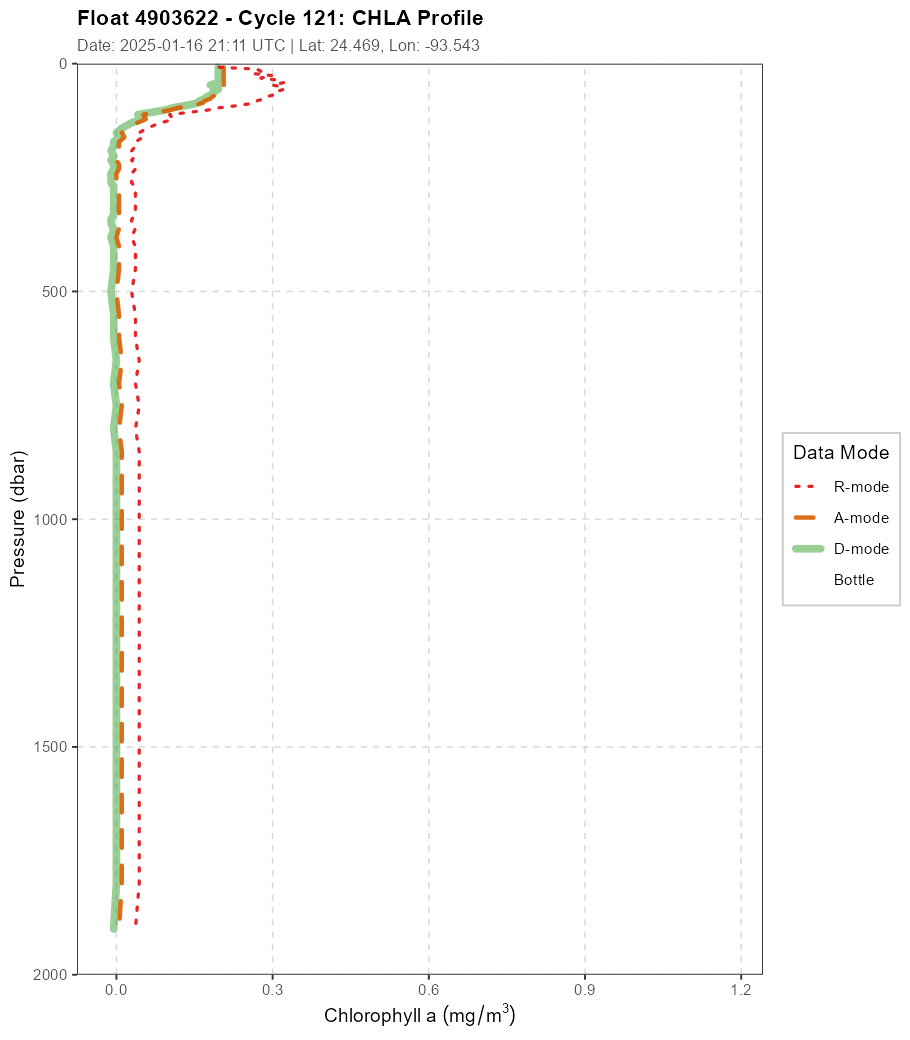 Float 4903622 - Cycle 121: CHLA Profile
Date: 2025-01-16 21:11 UTC | Lat: 24.469, Lon: -93.543
0
500
1000
1500
2000
Pressure (dbar)
0.0 0.3 0.6 0.9 1.2
Chlorophyll a (mg/m³)
Data Mode
R-mode
A-mode
D-mode
Bottle